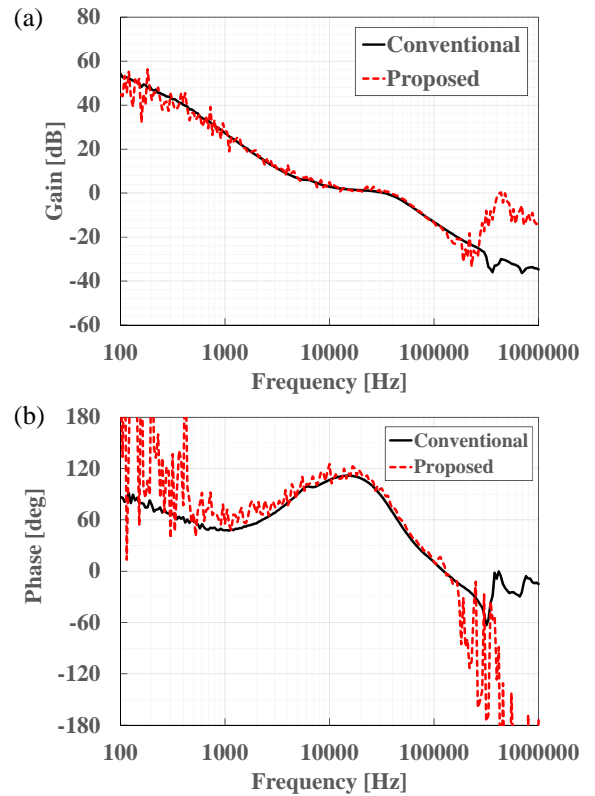 (a)
80
60
40
20
0
-20
-40
-60
Gain [dB]
Conventional
Proposed
100 1000 10000 100000 1000000
Frequency [Hz]
(b)
180
120
60
0
-60
-120
-180
Phase [deg]
Conventional
Proposed
100 1000 10000 100000 1000000
Frequency [Hz]